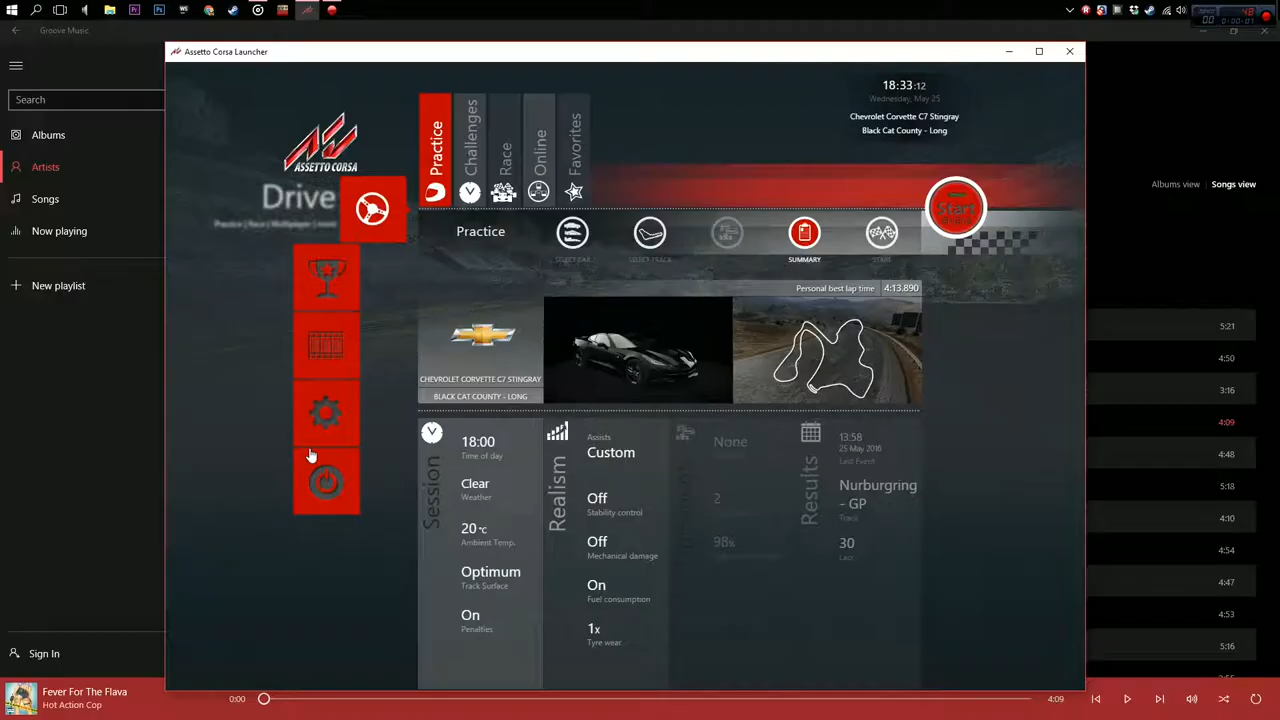 Groove Music
Search
Albums
Artists
Songs
Now playing
New playlist
Sign In
Assetto Corsa Launcher
ASSETTO CORSA
Drive
Practice
Challenges
Race
Online
Favorites
18:33:12
Wednesday, May 25
Chevrolet Corvette C7 Stingray
Black Cat County - Long
Start
Practice
SELECT CAR
SELECT TRACK
SUMMARY
START
Personal best lap time 4:13.890
CHEVROLET CORVETTE C7 STINGRAY
BLACK CAT COUNTY - LONG
Session
18:00
Time of day
Clear
Weather
20 °C
Ambient Temp.
Optimum
Track Surface
On
Penalties
Realism
Assists
Custom
Off
Stability control
Off
Mechanical damage
On
Fuel consumption
1x
Tyre wear
None
2
98%
Results
13:58
25 May 2016
Last Event
Nurburgring
- GP
Track
30
Laps
Albums view
Songs view
5:21
4:50
3:16
4:09
4:48
5:18
4:10
4:54
4:47
4:53
5:16
Fever For The Flava
Hot Action Cop
0:00
4:09